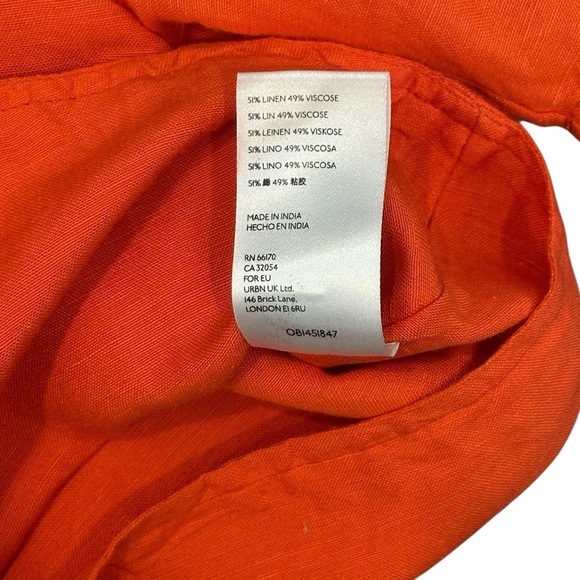 51% LINEN 49% VISCOSE
51% LIN 49% VISCOSE
51% LEINEN 49% VISKOSE
51% LINO 49% VISCOSA
51% LINO 49% VISCOSA
51% 綿 49% 粘胶
MADE IN INDIA
HECHO EN INDIA
RN 66170
CA 32054
FOR EU
URBN UK Ltd.
146 Brick Lane,
LONDON E1 6RU
OB1451847